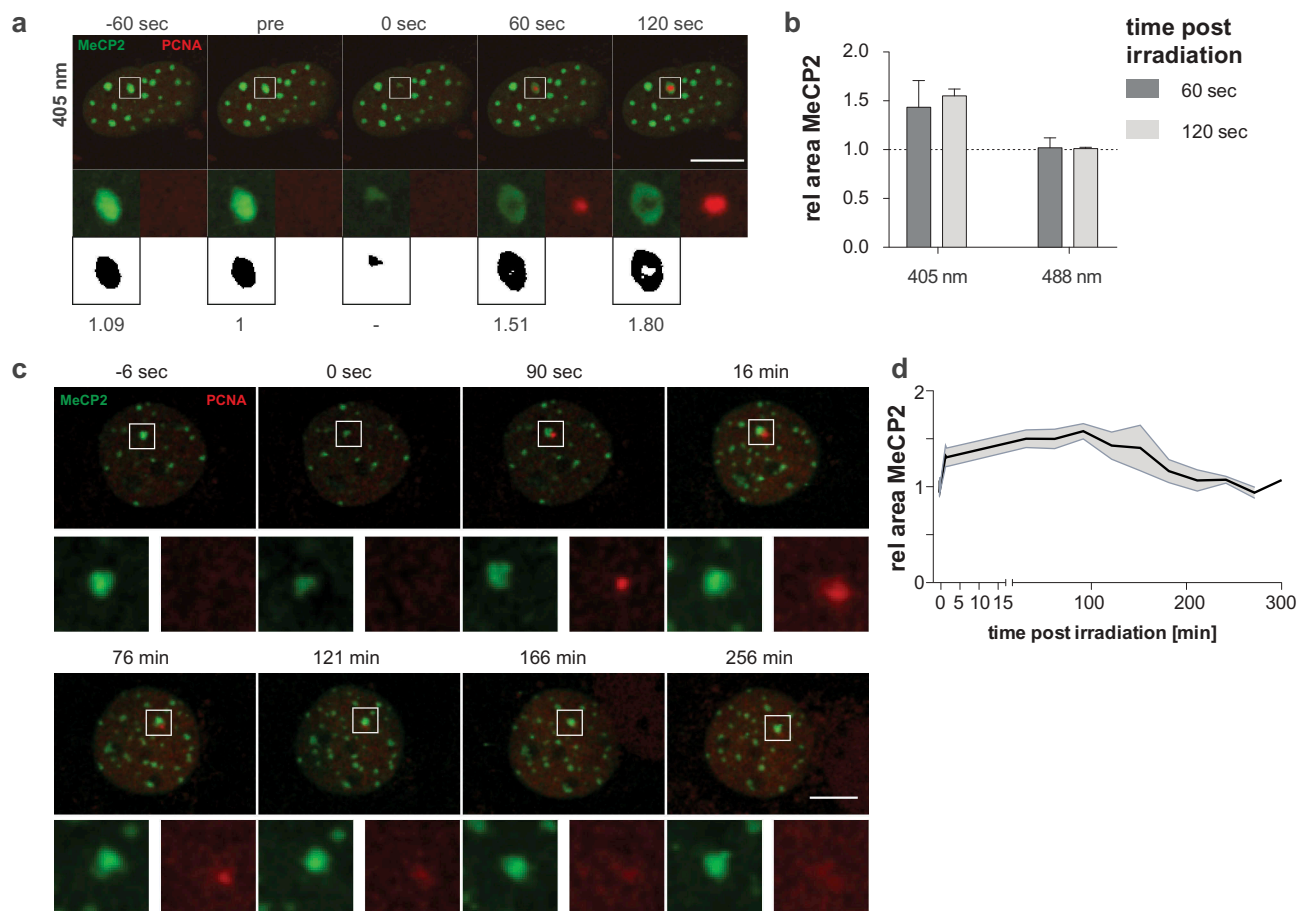 a
-60 sec pre 0 sec 60 sec 120 sec
MeCP2 PCNA
405 nm
1.09 1 - 1.51 1.80
b
rel area MeCP2
2.0
1.5
1.0
0.5
0.0
405 nm 488 nm
time post
irradiation
60 sec
120 sec
c
-6 sec 0 sec 90 sec 16 min
MeCP2 PCNA
76 min 121 min 166 min 256 min
d
rel area MeCP2
2
1
0
0 5 10 15 100 200 300
time post irradiation [min]